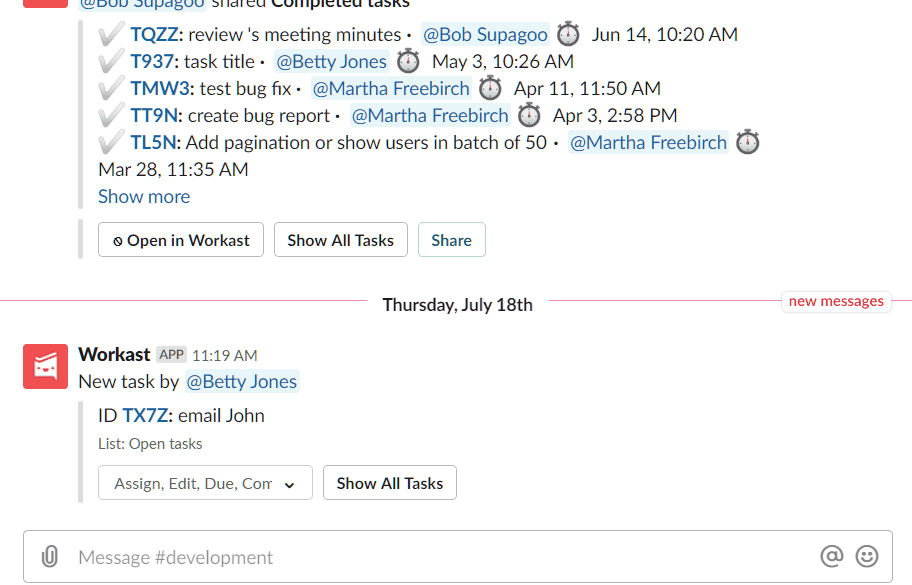 @Bob Supagoo shared Completed tasks
TQZZ: review 's meeting minutes • @Bob Supagoo Jun 14, 10:20 AM
T937: task title • @Betty Jones May 3, 10:26 AM
TMW3: test bug fix • @Martha Freebirch Apr 11, 11:50 AM
TT9N: create bug report • @Martha Freebirch Apr 3, 2:58 PM
TL5N: Add pagination or show users in batch of 50 • @Martha Freebirch
Mar 28, 11:35 AM
Show more
Open in Workast Show All Tasks Share
Thursday, July 18th new messages
Workast APP 11:19 AM
New task by @Betty Jones
ID TX7Z: email John
List: Open tasks
Assign, Edit, Due, Com Show All Tasks
Message #development